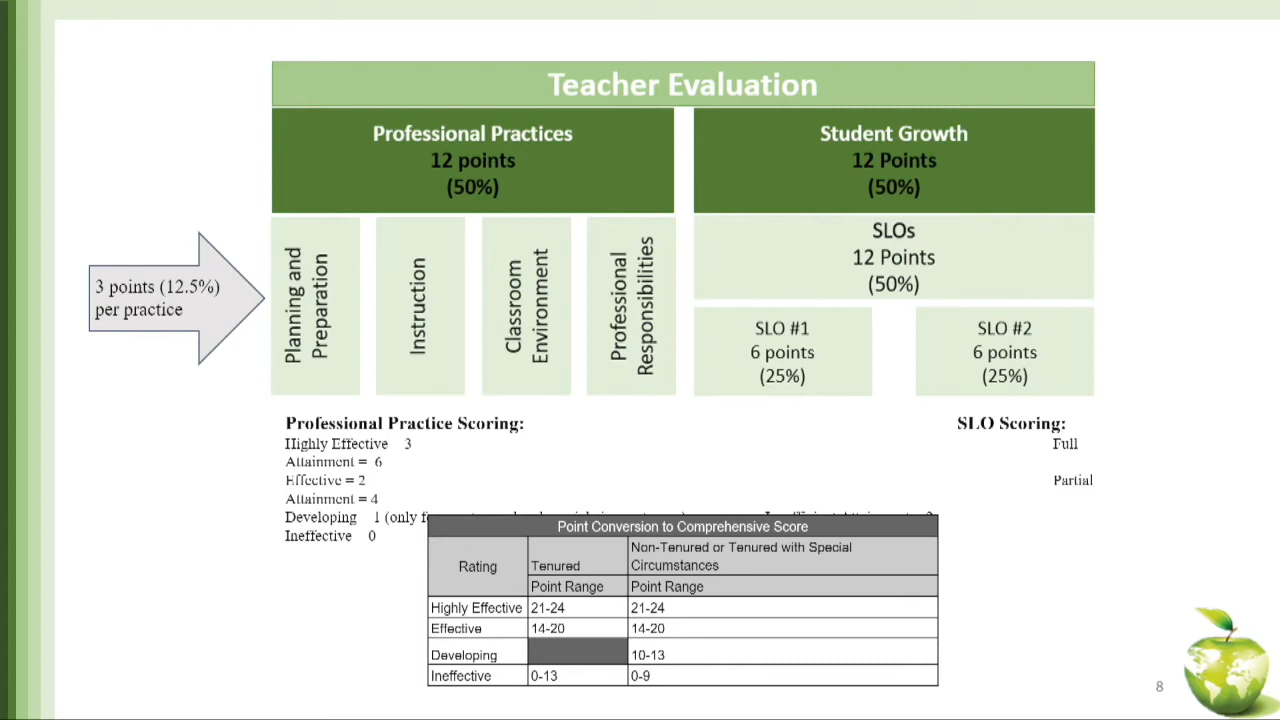 Teacher Evaluation
Professional Practices
12 points
(50%)
Student Growth
12 Points
(50%)
3 points (12.5%)
per practice
Planning and
Preparation
Instruction
Classroom
Environment
Professional
Responsibilities
SLOs
12 Points
(50%)
SLO #1
6 points
(25%)
SLO #2
6 points
(25%)
Professional Practice Scoring: SLO Scoring:
Highly Effective 3 Full
Attainment = 6
Effective = 2 Partial
Attainment = 4
Developing 1 (only
Ineffective 0
Point Conversion to Comprehensive Score
Rating
Tenured
Non-Tenured or Tenured with Special
Circumstances
Point Range Point Range
Highly Effective 21-24 21-24
Effective 14-20 14-20
Developing 10-13
Ineffective 0-13 0-9
8